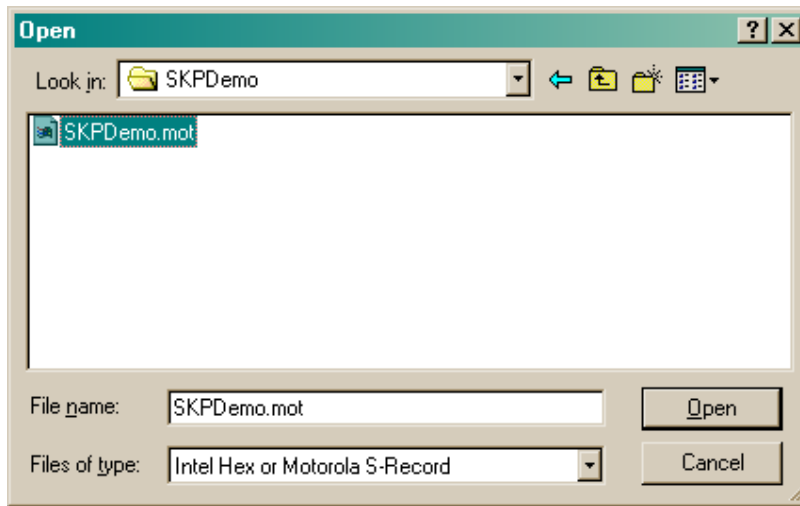 Open
Look in: SKPDemo
SKPDemo.mot
File name: SKPDemo.mot Open
Files of type: Intel Hex or Motorola S-Record Cancel